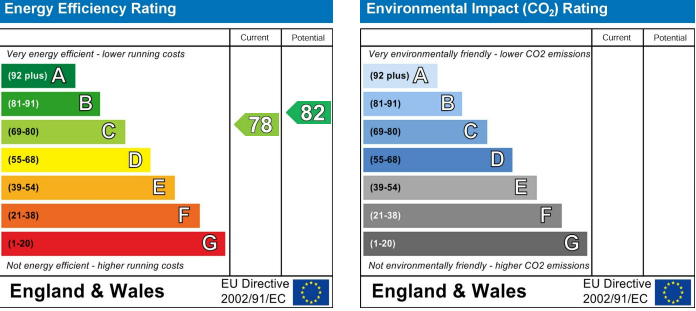 Energy Efficiency Rating
Current Potential
Very energy efficient - lower running costs
(92 plus) A
(81-91) B
(69-80) C
(55-68) D
(39-54) E
(21-38) F
(1-20) G
78
82
Not energy efficient - higher running costs
England & Wales
EU Directive
2002/91/EC
Environmental Impact (CO₂) Rating
Current Potential
Very environmentally friendly - lower CO2 emissions
(92 plus) A
(81-91) B
(69-80) C
(55-68) D
(39-54) E
(21-38) F
(1-20) G
Not environmentally friendly - higher CO2 emissions
England & Wales
EU Directive
2002/91/EC